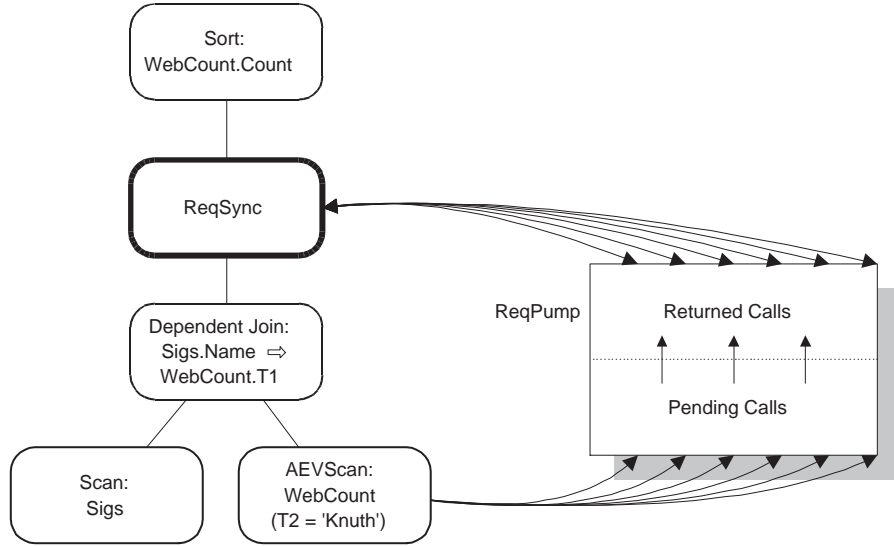 Sort:
WebCount.Count
ReqSync
Dependent Join:
Sigs.Name ⇨
WebCount.T1
Scan:
Sigs
AEVScan:
WebCount
(T2 = 'Knuth')
ReqPump
Returned Calls
Pending Calls